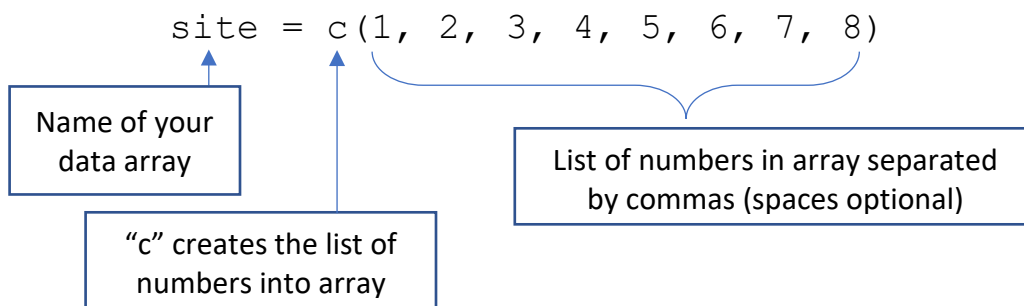 site = c(1, 2, 3, 4, 5, 6, 7, 8)
Name of your
data array
List of numbers in array separated
by commas (spaces optional)
“c” creates the list of
numbers into array